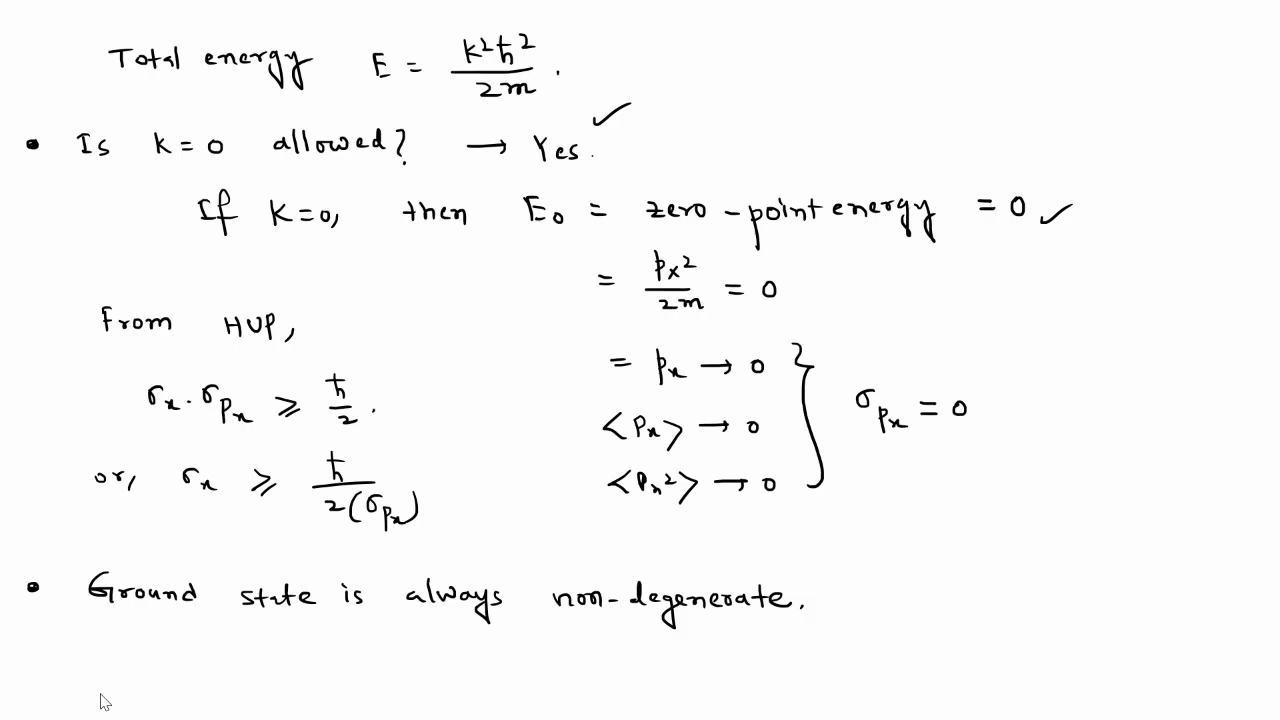 Total energy E = k²ħ²/2m .
• Is k = 0 allowed? → Yes. ✓
If k=0, then E₀ = zero-point energy = 0 ✓
= pₓ²/2m = 0
From HUP,
= pₓ → 0
σₓ . σₚₓ ⩾ ħ/2 .
<pₓ> → 0 } σₚₓ = 0
or, σₓ ⩾ ħ/2(σₚₓ)
<pₓ²> → 0
• Ground state is always non-degenerate.